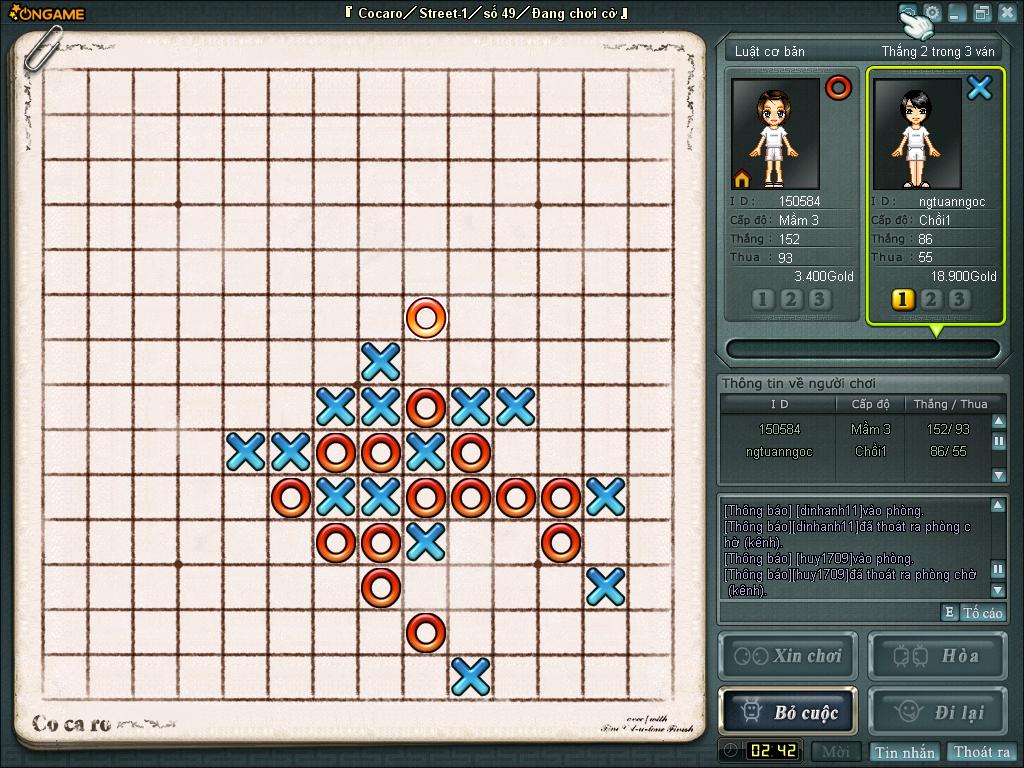 ONGAME
『 Cocaro／Street-1／số 49／Đang chơi cờ 』
Luật cơ bản
Thắng 2 trong 3 ván
I D : 150584
Cấp độ: Mầm 3
Thắng : 152
Thua : 93
3.400Gold
1 2 3
I D : ngtuanngoc
Cấp độ: Chồi1
Thắng : 86
Thua : 55
18.900Gold
1 2 3
Thông tin về người chơi
I D Cấp độ Thắng / Thua
150584 Mầm 3 152/ 93
ngtuanngoc Chồi1 86/ 55
[Thông báo] [dinhanh11]vào phòng.
[Thông báo][dinhanh11]đã thoát ra phòng c
hờ (kênh).
[Thông báo] [huy1709]vào phòng.
[Thông báo][huy1709]đã thoát ra phòng chờ
(kênh).
E Tố cáo
Xin chơi
Hòa
Bỏ cuộc
Đi lại
02:42
Mời
Tin nhắn
Thoát ra
Co ca ro